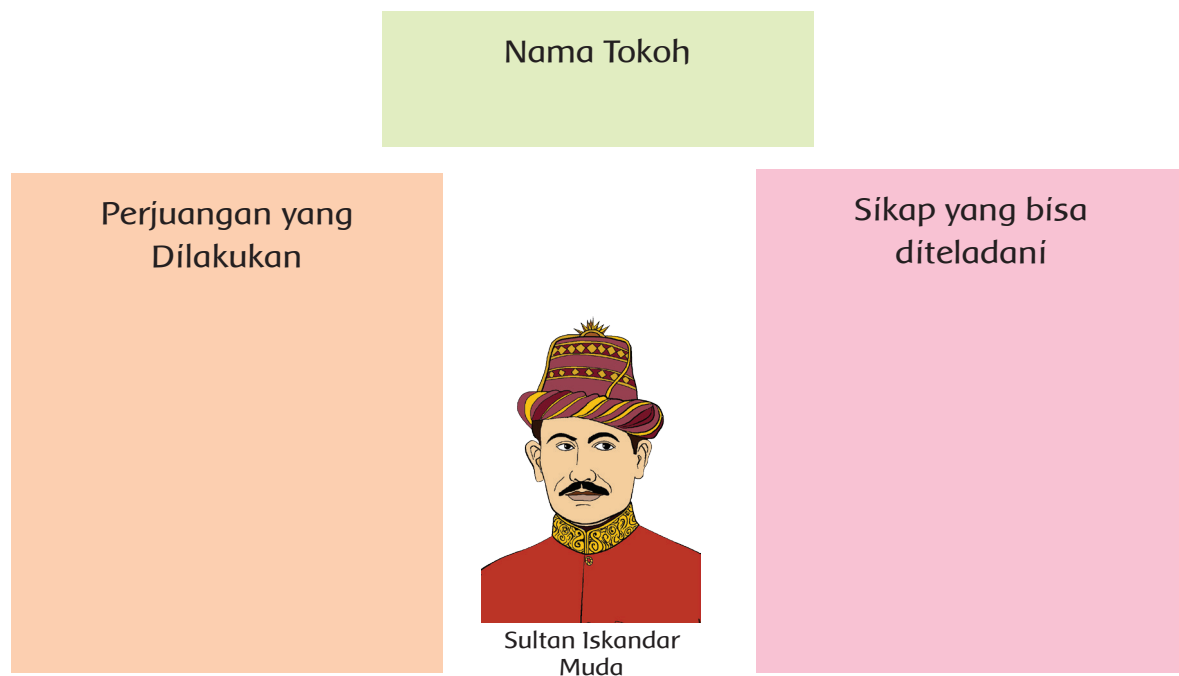 Nama Tokoh
Perjuangan yang
Dilakukan
Sikap yang bisa
diteladani
Sultan Iskandar
Muda